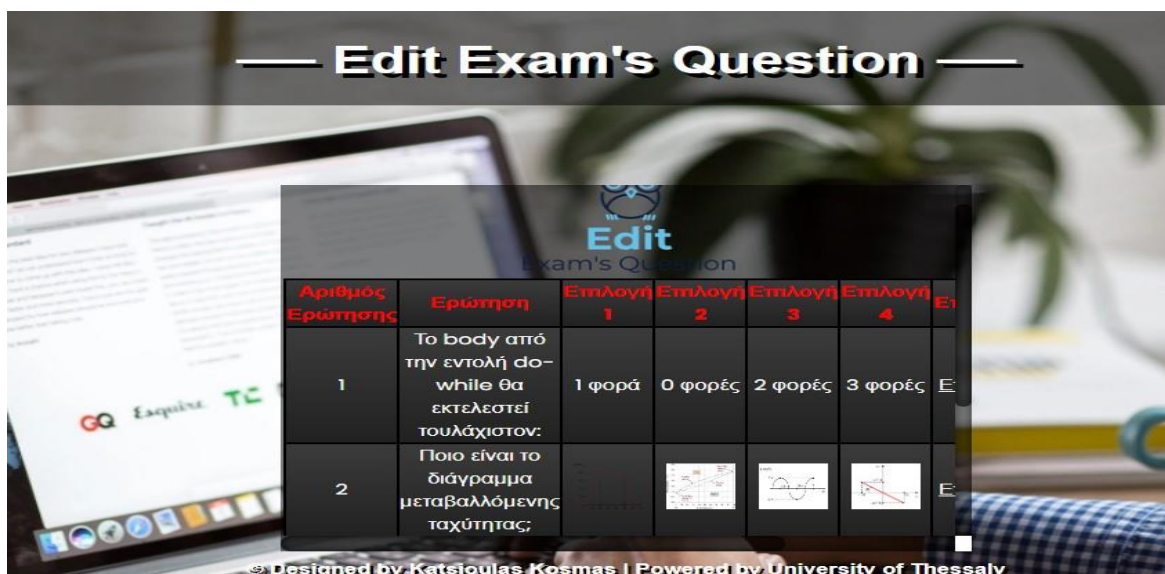 Edit Exam's Question
Edit
Exam's Question
Αριθμός Ερώτησης
Ερώτηση
Επιλογή 1
Επιλογή 2
Επιλογή 3
Επιλογή 4
1
Το body από
την εντολή do-
while θα
εκτελεστεί
τουλάχιστον:
1 φορά
0 φορές
2 φορές
3 φορές
2
Ποιο είναι το
διάγραμμα
μεταβαλλόμενης
ταχύτητας;
GQ Esquire TC
© Designed by Katsioulas Kosmas | Powered by University of Thessaly